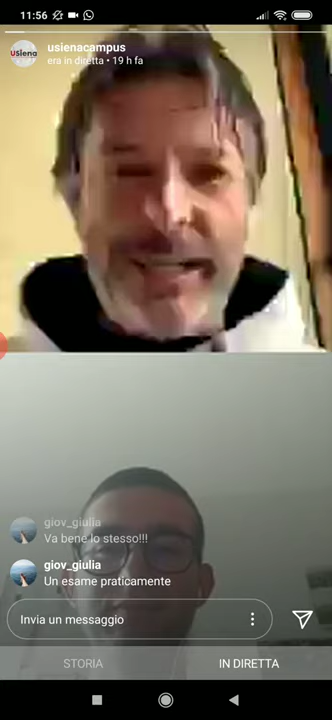 11:56
USiena
usienacampus
era in diretta • 19 h fa
giov_giulia
Va bene lo stesso!!!
giov_giulia
Un esame praticamente
Invia un messaggio
STORIA
IN DIRETTA